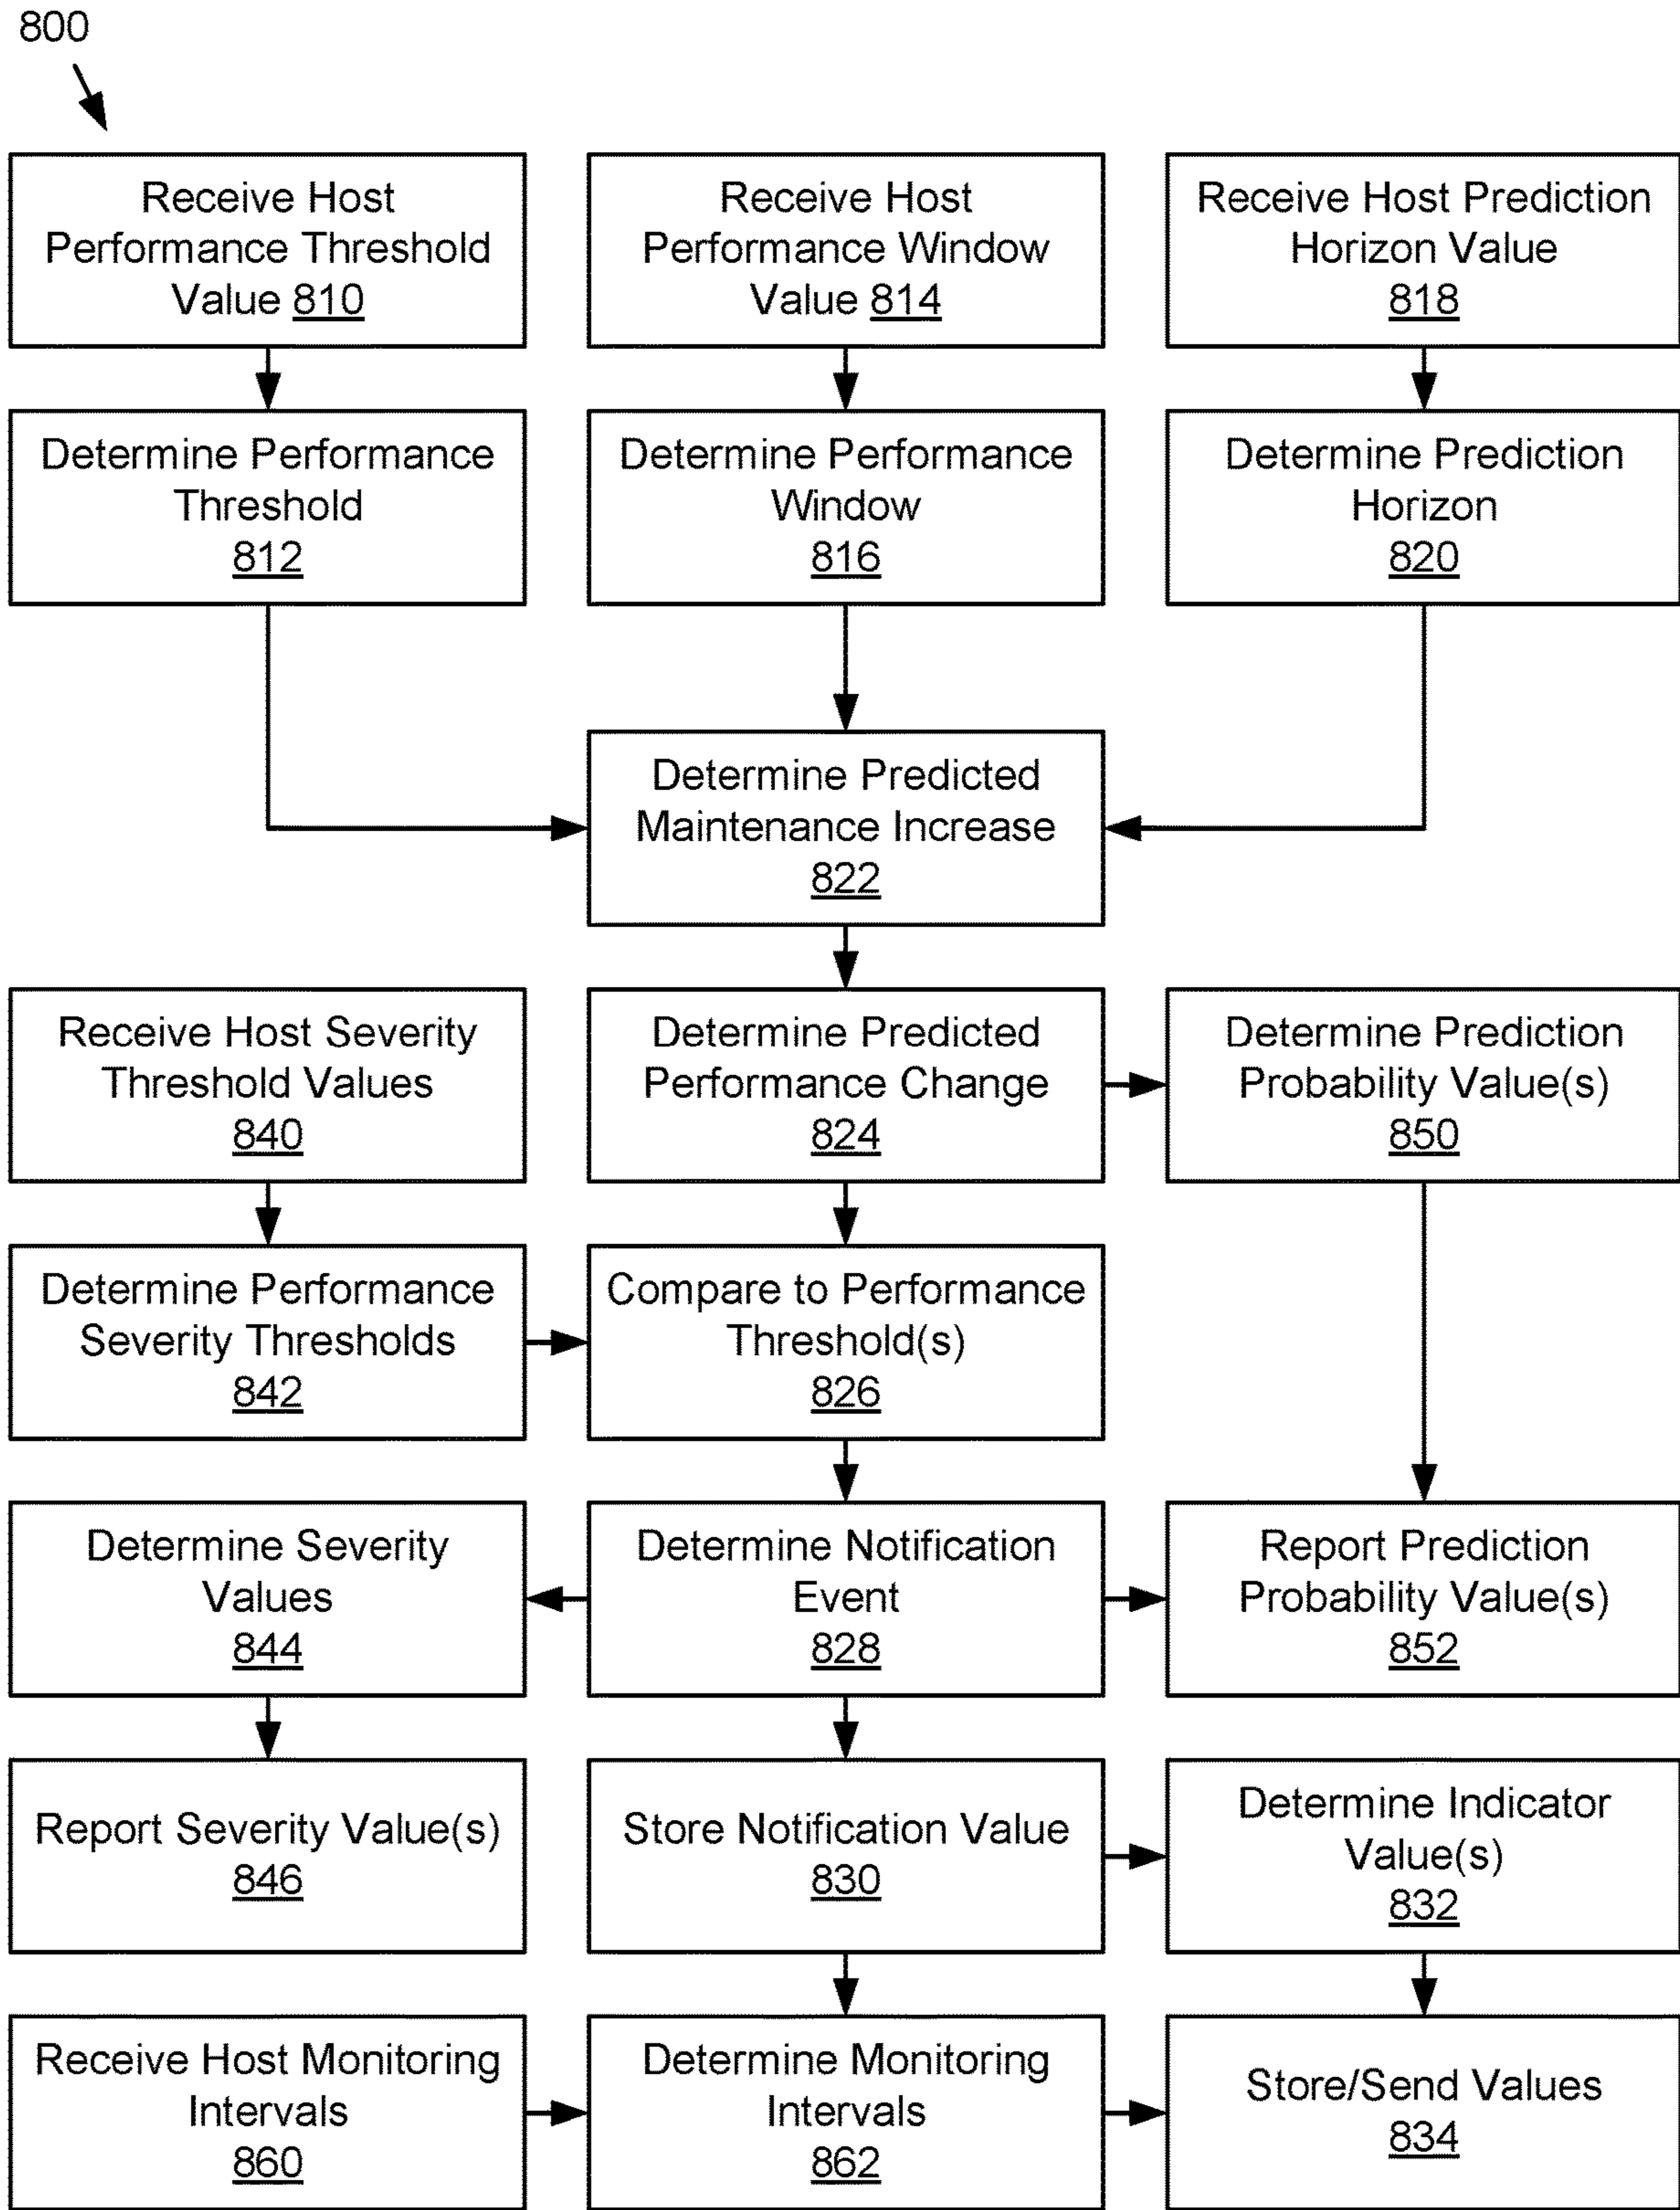 800
Receive Host
Performance Threshold
Value 810
Receive Host
Performance Window
Value 814
Receive Host Prediction
Horizon Value
818
Determine Performance
Threshold
812
Determine Performance
Window
816
Determine Prediction
Horizon
820
Determine Predicted
Maintenance Increase
822
Receive Host Severity
Threshold Values
840
Determine Predicted
Performance Change
824
Determine Prediction
Probability Value(s)
850
Determine Performance
Severity Thresholds
842
Compare to Performance
Threshold(s)
826
Determine Severity
Values
844
Determine Notification
Event
828
Report Prediction
Probability Value(s)
852
Report Severity Value(s)
846
Store Notification Value
830
Determine Indicator
Value(s)
832
Receive Host Monitoring
Intervals
860
Determine Monitoring
Intervals
862
Store/Send Values
834